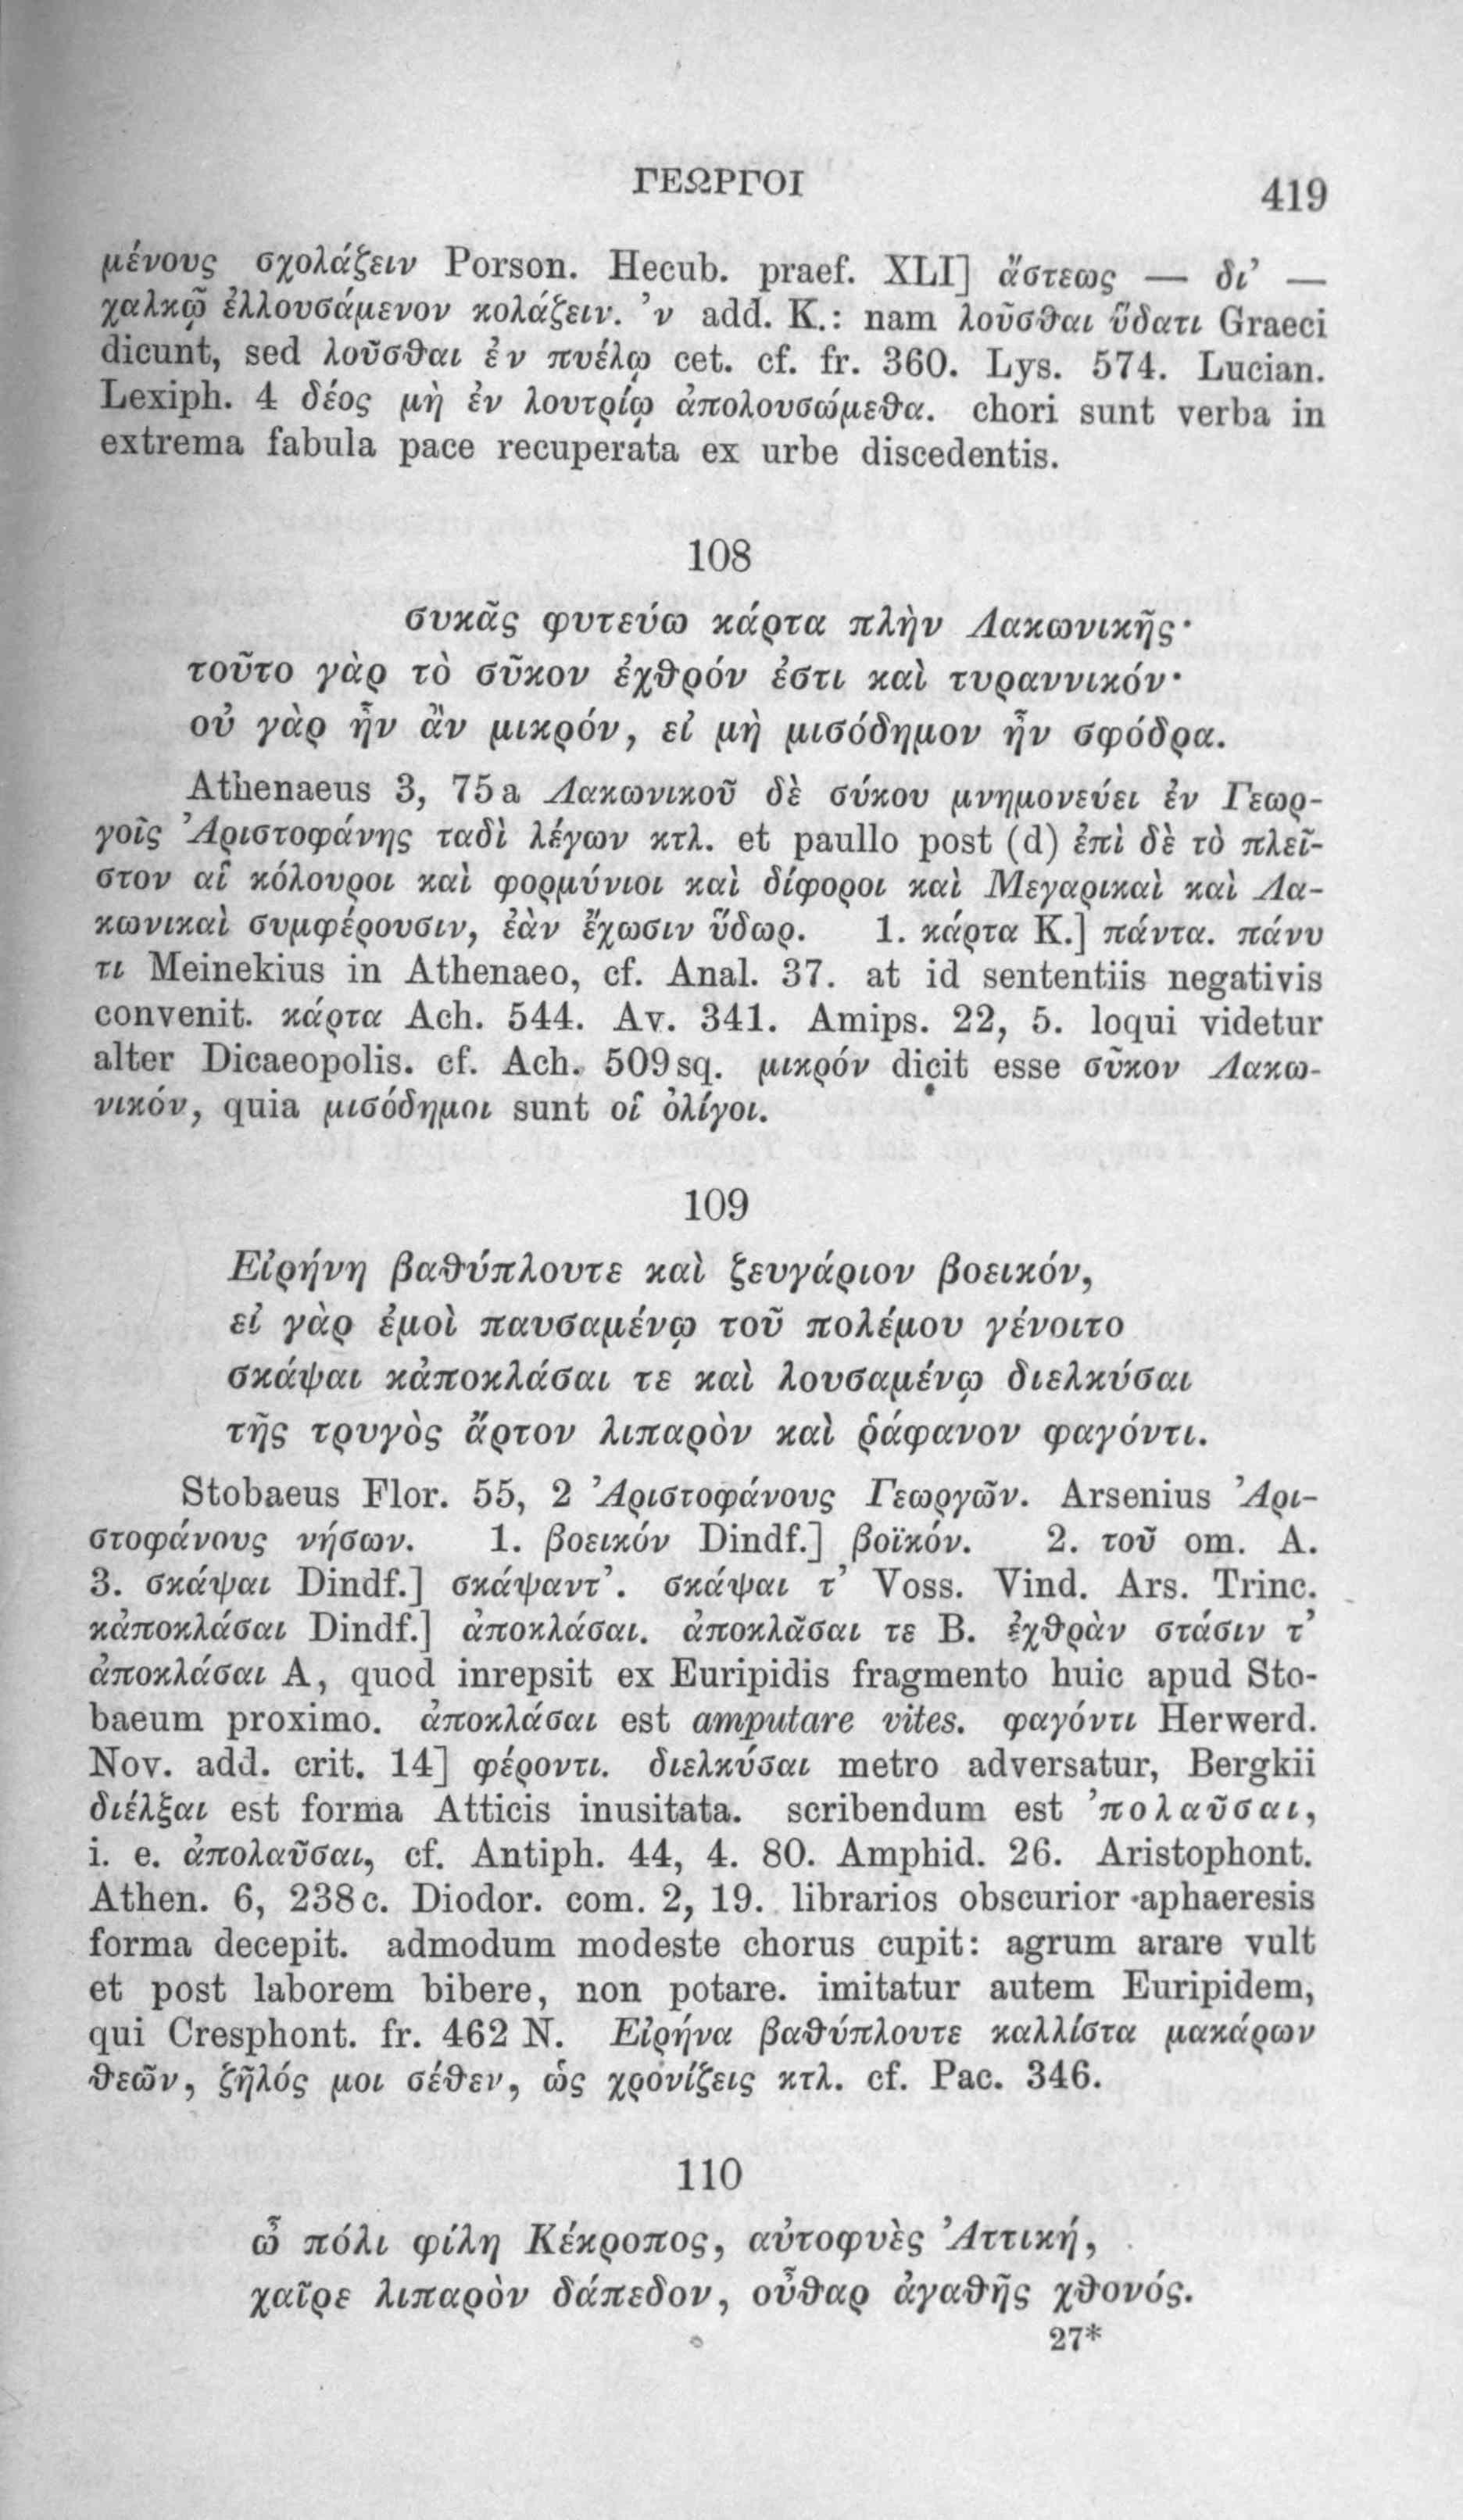 ΓΕΩΡΓΟΙ 419
μένους σχολάζειν Porson. Hecub. praef. XLI] ἄστεως — δι’ —
χαλκῷ ἐλλουσάμενον κολάζειν. ’ν add. K.: nam λοῦσθαι ὕδατι Graeci
dicunt, sed λοῦσθαι ἐν πυέλῳ cet. cf. fr. 360. Lys. 574. Lucian.
Lexiph. 4 δέος μὴ ἐν λουτρίῳ ἀπολουσώμεθα. chori sunt verba in
extrema fabula pace recuperata ex urbe discedentis.
108
συκᾶς φυτεύω κάρτα πλὴν Λακωνικῆς·
τοῦτο γὰρ τὸ σῦκον ἐχθρόν ἐστι καὶ τυραννικόν·
οὐ γὰρ ἦν ἂν μικρόν, εἰ μὴ μισόδημον ἦν σφόδρα.
Athenaeus 3, 75a Λακωνικοῦ δὲ σύκου μνημονεύει ἐν Γεωρ-
γοῖς Ἀριστοφάνης ταδὶ λέγων κτλ. et paullo post (d) ἐπὶ δὲ τὸ πλεῖ-
στον αἱ κόλουροι καὶ φορμύνιοι καὶ δίφοροι καὶ Μεγαρικαὶ καὶ Λα-
κωνικαὶ συμφέρουσιν, ἐὰν ἔχωσιν ὕδωρ. 1. κάρτα K.] πάντα. πάνυ
τι Meinekius in Athenaeo, cf. Anal. 37. at id sententiis negativis
convenit. κάρτα Ach. 544. Av. 341. Amips. 22, 5. loqui videtur
alter Dicaeopolis. cf. Ach. 509 sq. μικρόν dicit esse σῦκον Λακω-
νικόν, quia μισόδημοι sunt οἱ ὀλίγοι.
109
Εἰρήνη βαθύπλουτε καὶ ζευγάριον βοεικόν,
εἰ γὰρ ἐμοὶ παυσαμένῳ τοῦ πολέμου γένοιτο
σκάψαι κἀποκλάσαι τε καὶ λουσαμένῳ διελκύσαι
τῆς τρυγὸς ἄρτον λιπαρὸν καὶ ῥάφανον φαγόντι.
Stobaeus Flor. 55, 2 Ἀριστοφάνους Γεωργῶν. Arsenius Ἀρι-
στοφάνους νήσων. 1. βοεικόν Dindf.] βοϊκόν. 2. τοῦ om. A.
3. σκάψαι Dindf.] σκάψαντ’. σκάψαι τ’ Voss. Vind. Ars. Trinc.
κἀποκλάσαι Dindf.] ἀποκλάσαι. ἀποκλᾶσαι τε B. ἐχθρὰν στάσιν τ’
ἀποκλάσαι A, quod inrepsit ex Euripidis fragmento huic apud Sto-
baeum proximo. ἀποκλάσαι est amputare vites. φαγόντι Herwerd.
Nov. add. crit. 14] φέροντι. διελκύσαι metro adversatur, Bergkii
διέλξαι est forma Atticis inusitata. scribendum est ’πολαῦσαι,
i. e. ἀπολαῦσαι, cf. Antiph. 44, 4. 80. Amphid. 26. Aristophont.
Athen. 6, 238c. Diodor. com. 2, 19. librarios obscurior aphaeresis
forma decepit. admodum modeste chorus cupit: agrum arare vult
et post laborem bibere, non potare. imitatur autem Euripidem,
qui Cresphont. fr. 462 N. Εἰρήνα βαθύπλουτε καλλίστα μακάρων
θεῶν, ζῆλός μοι σέθεν, ὡς χρονίζεις κτλ. cf. Pac. 346.
110
ὦ πόλι φίλη Κέκροπος, αὐτοφυὲς Ἀττική,
χαῖρε λιπαρὸν δάπεδον, οὖθαρ ἀγαθῆς χθονός.
27*